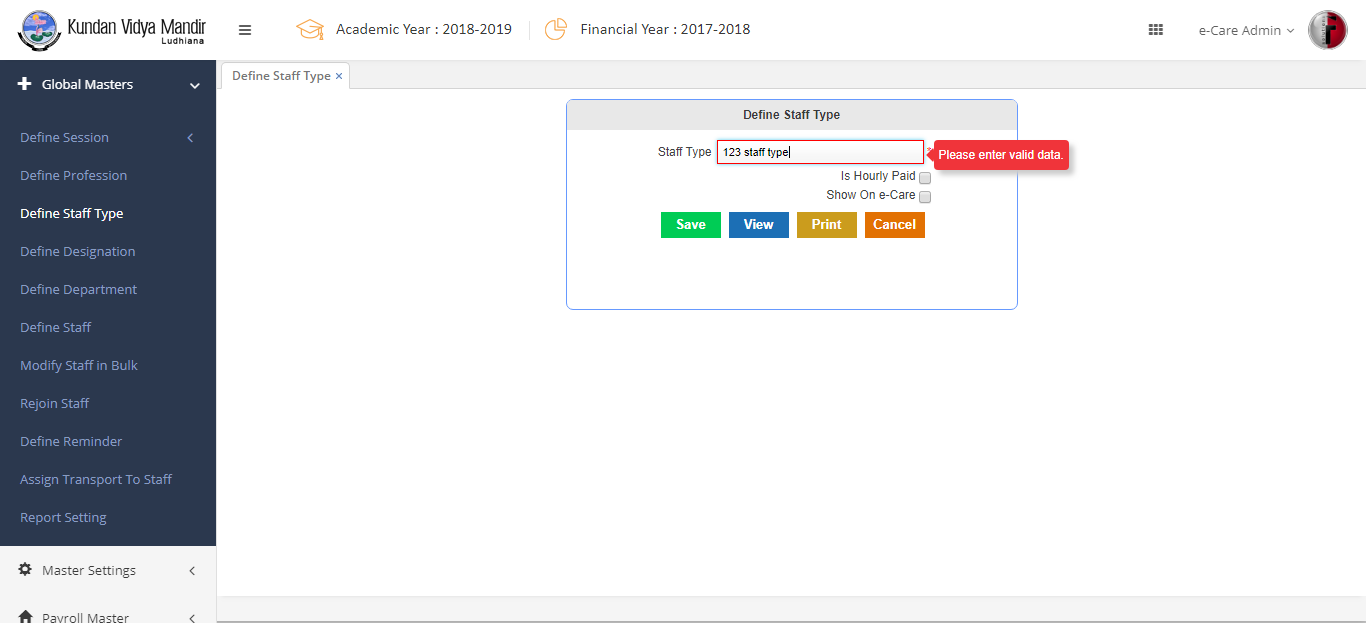 Kundan Vidya Mandir
Ludhiana
Academic Year : 2018-2019
Financial Year : 2017-2018
e-Care Admin
Global Masters
Define Session
Define Profession
Define Staff Type
Define Designation
Define Department
Define Staff
Modify Staff in Bulk
Rejoin Staff
Define Reminder
Assign Transport To Staff
Report Setting
Master Settings
Payroll Master
Define Staff Type ×
Define Staff Type
Staff Type 123 staff type * Please enter valid data.
Is Hourly Paid
Show On e-Care
Save View Print Cancel